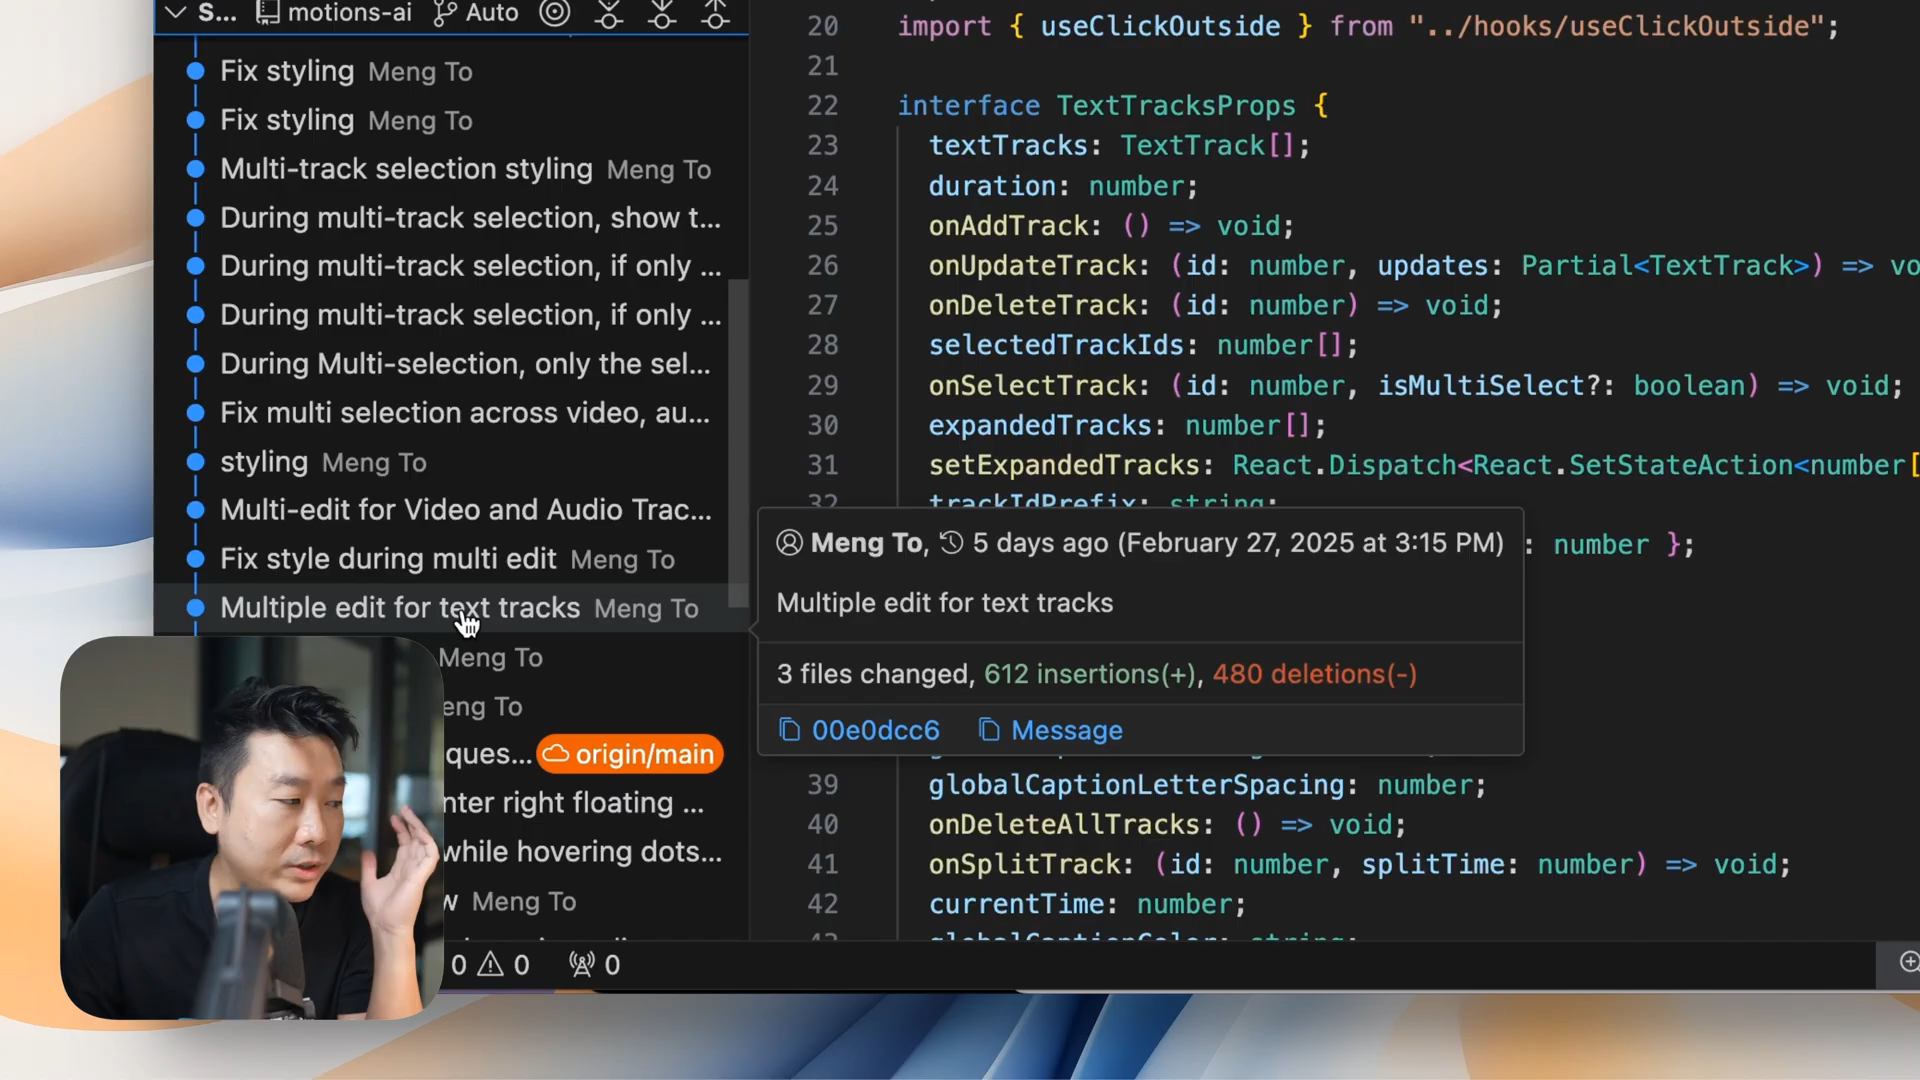 S... motions-ai Auto
Fix styling Meng To
Fix styling Meng To
Multi-track selection styling Meng To
During multi-track selection, show t...
During multi-track selection, if only ...
During multi-track selection, if only ...
During Multi-selection, only the sel...
Fix multi selection across video, au...
styling Meng To
Multi-edit for Video and Audio Trac...
Fix style during multi edit Meng To
Multiple edit for text tracks Meng To
Meng To
eng To
ques... origin/main
nter right floating ...
while hovering dots...
w Meng To
0 0 0
20 import { useClickOutside } from "../hooks/useClickOutside";
21
22 interface TextTracksProps {
23 textTracks: TextTrack[];
24 duration: number;
25 onAddTrack: () => void;
26 onUpdateTrack: (id: number, updates: Partial<TextTrack>) => vo
27 onDeleteTrack: (id: number) => void;
28 selectedTrackIds: number[];
29 onSelectTrack: (id: number, isMultiSelect?: boolean) => void;
30 expandedTracks: number[];
31 setExpandedTracks: React.Dispatch<React.SetStateAction<number[
32 trackIdPrefix: string;
: number };
Meng To, 5 days ago (February 27, 2025 at 3:15 PM)
Multiple edit for text tracks
3 files changed, 612 insertions(+), 480 deletions(-)
00e0dcc6 Message
39 globalCaptionLetterSpacing: number;
40 onDeleteAllTracks: () => void;
41 onSplitTrack: (id: number, splitTime: number) => void;
42 currentTime: number;
43 globalCaptionColor: string;